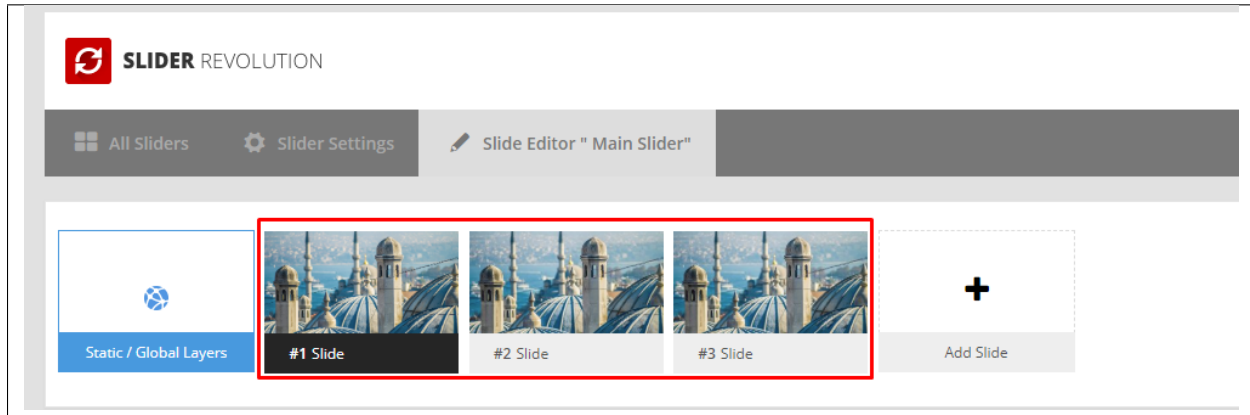 SLIDER REVOLUTION
All Sliders Slider Settings Slide Editor " Main Slider"
Static / Global Layers #1 Slide #2 Slide #3 Slide Add Slide